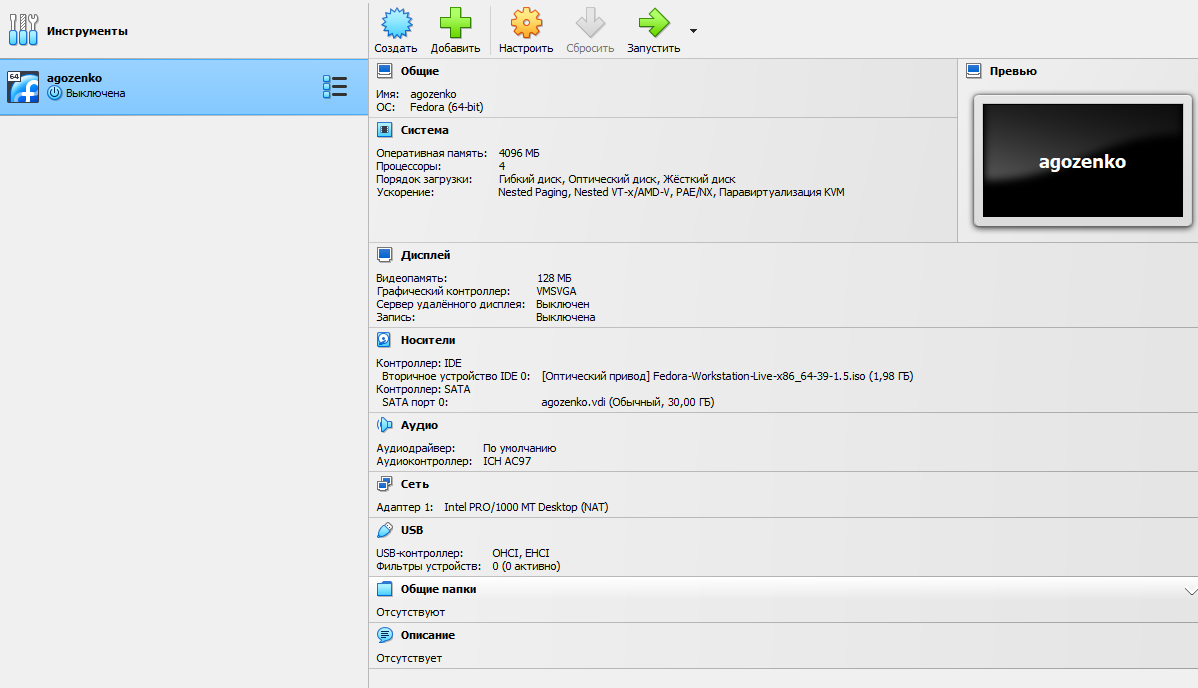 Инструменты
Создать Добавить Настроить Сбросить Запустить
64
agozenko
Выключена
Общие
Имя: agozenko
ОС: Fedora (64-bit)
Превью
agozenko
Система
Оперативная память: 4096 МБ
Процессоры: 4
Порядок загрузки: Гибкий диск, Оптический диск, Жёсткий диск
Ускорение: Nested Paging, Nested VT-x/AMD-V, PAE/NX, Паравиртуализация KVM
Дисплей
Видеопамять: 128 МБ
Графический контроллер: VMSVGA
Сервер удалённого дисплея: Выключен
Запись: Выключена
Носители
Контроллер: IDE
Вторичное устройство IDE 0: [Оптический привод] Fedora-Workstation-Live-x86_64-39-1.5.iso (1,98 ГБ)
Контроллер: SATA
SATA порт 0: agozenko.vdi (Обычный, 30,00 ГБ)
Аудио
Аудиодрайвер: По умолчанию
Аудиоконтроллер: ICH AC97
Сеть
Адаптер 1: Intel PRO/1000 MT Desktop (NAT)
USB
USB-контроллер: OHCI, EHCI
Фильтры устройств: 0 (0 активно)
Общие папки
Отсутствуют
Описание
Отсутствует